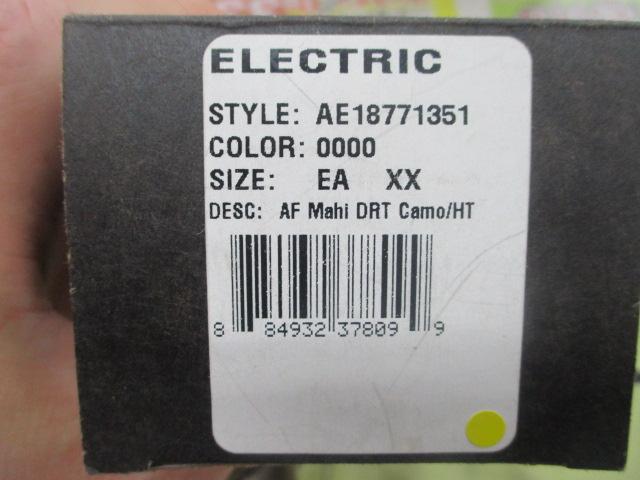 ELECTRIC
STYLE: AE18771351
COLOR: 0000
SIZE: EA XX
DESC: AF Mahi DRT Camo/HT
8 84932 37809 9